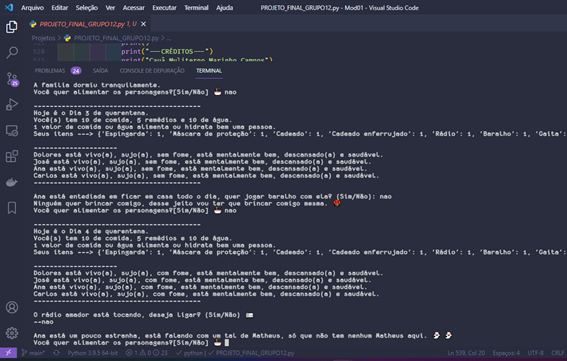 Arquivo Editar Seleção Ver Acessar Executar Terminal Ajuda
PROJETO_FINAL_GRUPO12.py - Mod01 - Visual Studio Code
PROJETO_FINAL_GRUPO12.py 1, U
Projetos > PROJETO_FINAL_GRUPO12.py > ...
print()
528 print("---CRÉDITOS---")
print("Cauã Muliterno Marinho Campos")
PROBLEMAS 24 SAÍDA CONSOLE DE DEPURAÇÃO TERMINAL
A família dormiu tranquilamente.
Você quer alimentar os personagens?[Sim/Não] nao
------------------------------------------
Hoje é o Dia 3 de quarentena.
Você(s) tem 10 de comida, 5 remédios e 10 de água.
1 valor de comida ou água alimenta ou hidrata bem uma pessoa.
Seus itens ---> {'Espingarda': 1, 'Máscara de proteção': 1, 'Cadeado': 1, 'Cadeado enferrujado': 1, 'Rádio': 1, 'Baralho': 1, 'Gaita':
---------------------
Dolores está vivo(a), sujo(a), sem fome, está mentalmente bem, descansado(a) e saudável.
José está vivo(a), sujo(a), sem fome, está mentalmente bem, descansado(a) e saudável.
Ana está vivo(a), sujo(a), sem fome, está mentalmente bem, descansado(a) e saudável.
Carlos está vivo(a), sujo(a), sem fome, está mentalmente bem, descansado(a) e saudável.
------------------------------------------
Ana está entediada em ficar em casa todo o dia, quer jogar baralho com ela? (Sim/Não): nao
Ninguém quer brincar comigo, desse jeito vou ter que brincar comigo mesma.
Você quer alimentar os personagens?[Sim/Não] nao
------------------------------------------
Hoje é o Dia 4 de quarentena.
Você(s) tem 10 de comida, 5 remédios e 10 de água.
1 valor de comida ou água alimenta ou hidrata bem uma pessoa.
Seus itens ---> {'Espingarda': 1, 'Máscara de proteção': 1, 'Cadeado': 1, 'Cadeado enferrujado': 1, 'Rádio': 1, 'Baralho': 1, 'Gaita':
---------------------
Dolores está vivo(a), sujo(a), com fome, está mentalmente bem, descansado(a) e saudável.
José está vivo(a), sujo(a), com fome, está mentalmente bem, descansado(a) e saudável.
Ana está vivo(a), sujo(a), com fome, está mentalmente bem, descansado(a) e saudável.
Carlos está vivo(a), sujo(a), com fome, está mentalmente bem, descansado(a) e saudável.
------------------------------------------
O rádio amador está tocando, deseja ligar? (Sim/Não)
--nao
Ana está um pouco estranha, está falando com um tal de Matheus, só que não tem nenhum Matheus aqui.
Você quer alimentar os personagens?[Sim/Não]
main* Python 3.8.5 64-bit 1 0 23 python | PROJETO_FINAL_GRUPO12.py Ln 539, Col 20 Espaços: 4 UTF-8 CRLF